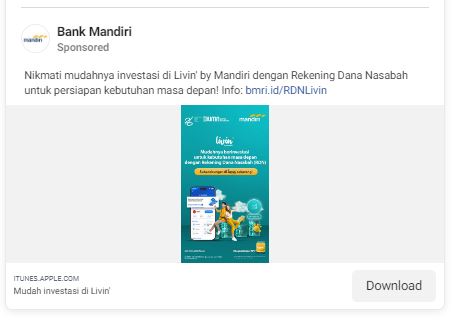 Bank Mandiri
Sponsored
Nikmati mudahnya investasi di Livin' by Mandiri dengan Rekening Dana Nasabah
untuk persiapan kebutuhan masa depan! Info: bmri.id/RDNLivin
BUMN
mandiri
livin'
Mudahnya berinvestasi
untuk kebutuhan masa depan
dengan Rekening Dana Nasabah (RDN)
ITUNES.APPLE.COM
Mudah investasi di Livin'
Download